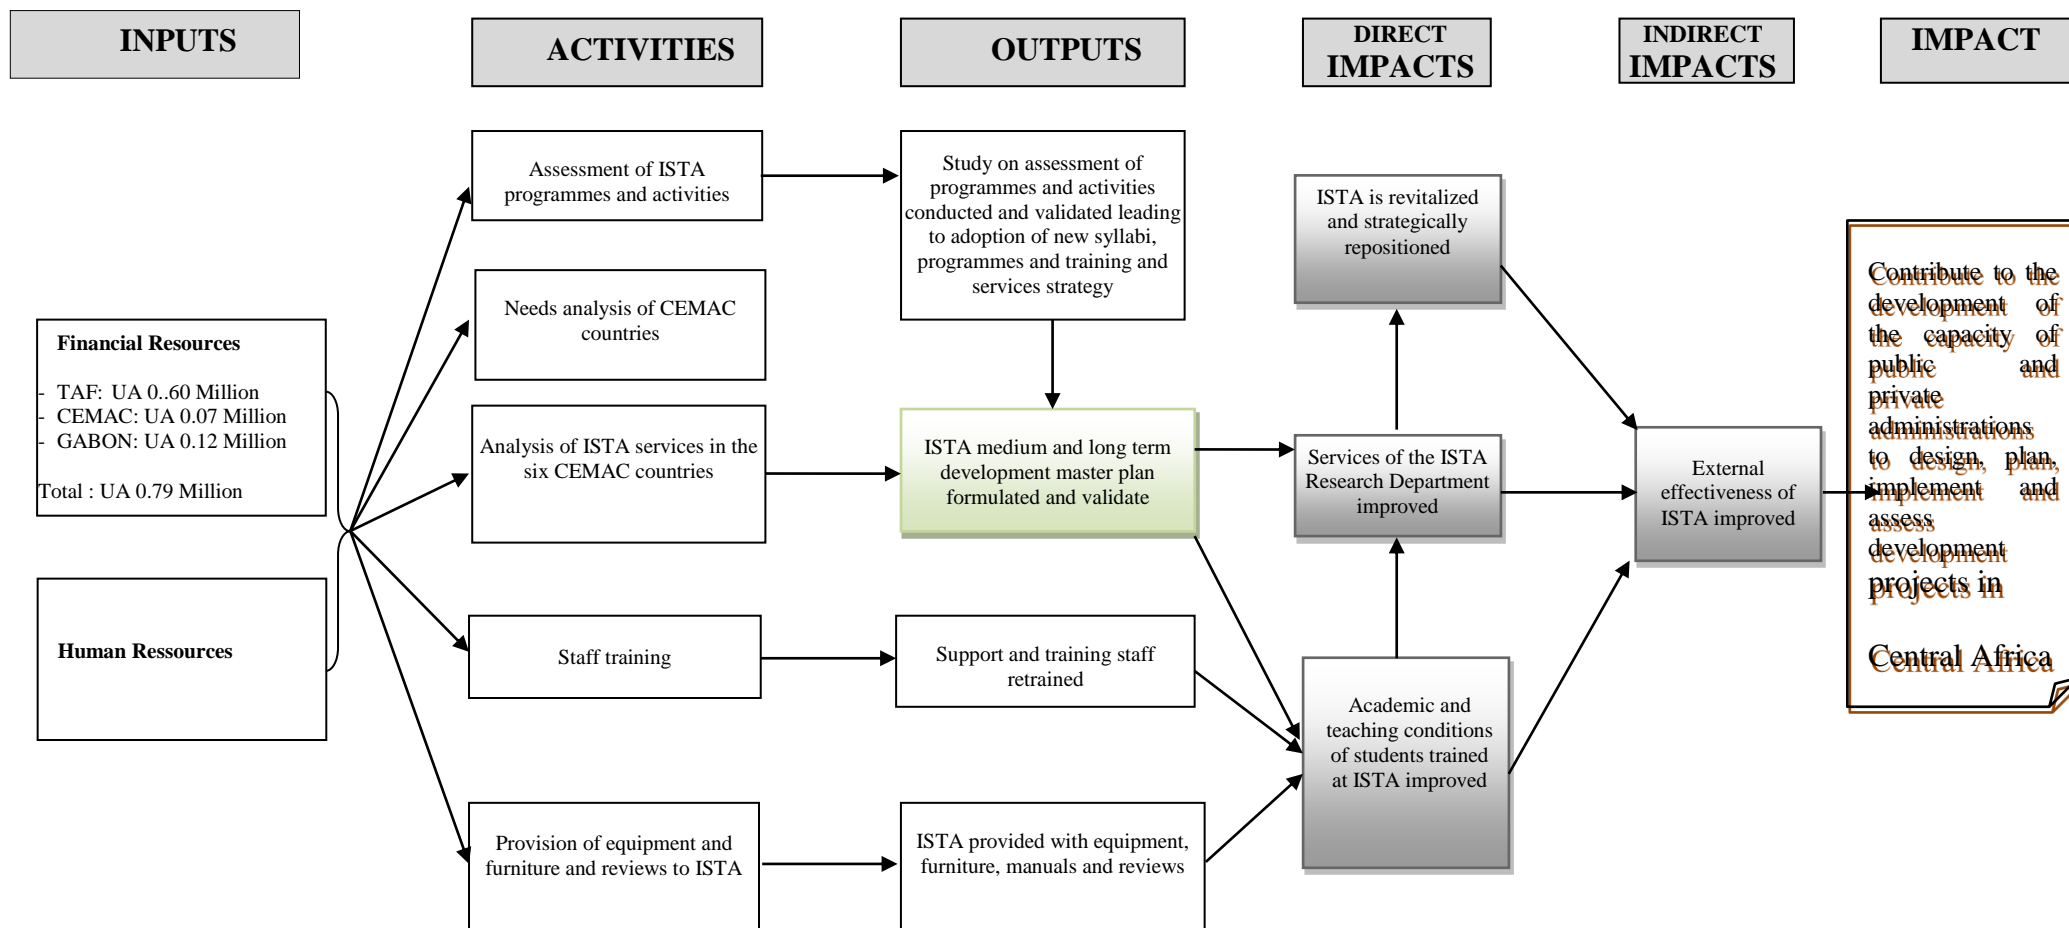 INPUTS
ACTIVITIES
OUTPUTS
DIRECT
IMPACTS
INDIRECT
IMPACTS
IMPACT
Financial Resources
- TAF: UA 0..60 Million
- CEMAC: UA 0.07 Million
- GABON: UA 0.12 Million
Total : UA 0.79 Million
Human Ressources
Assessment of ISTA
programmes and activities
Needs analysis of CEMAC
countries
Analysis of ISTA services in the
six CEMAC countries
Staff training
Provision of equipment and
furniture and reviews to ISTA
Study on assessment of
programmes and activities
conducted and validated leading
to adoption of new syllabi,
programmes and training and
services strategy
ISTA medium and long term
development master plan
formulated and validate
Support and training staff
retrained
ISTA provided with equipment,
furniture, manuals and reviews
ISTA is revitalized
and strategically
repositioned
Services of the ISTA
Research Department
improved
Academic and
teaching conditions
of students trained
at ISTA improved
External
effectiveness of
ISTA improved
Contribute to the
development of
the capacity of
public and
private
administrations
to design, plan,
implement and
assess
development
projects in
Central Africa